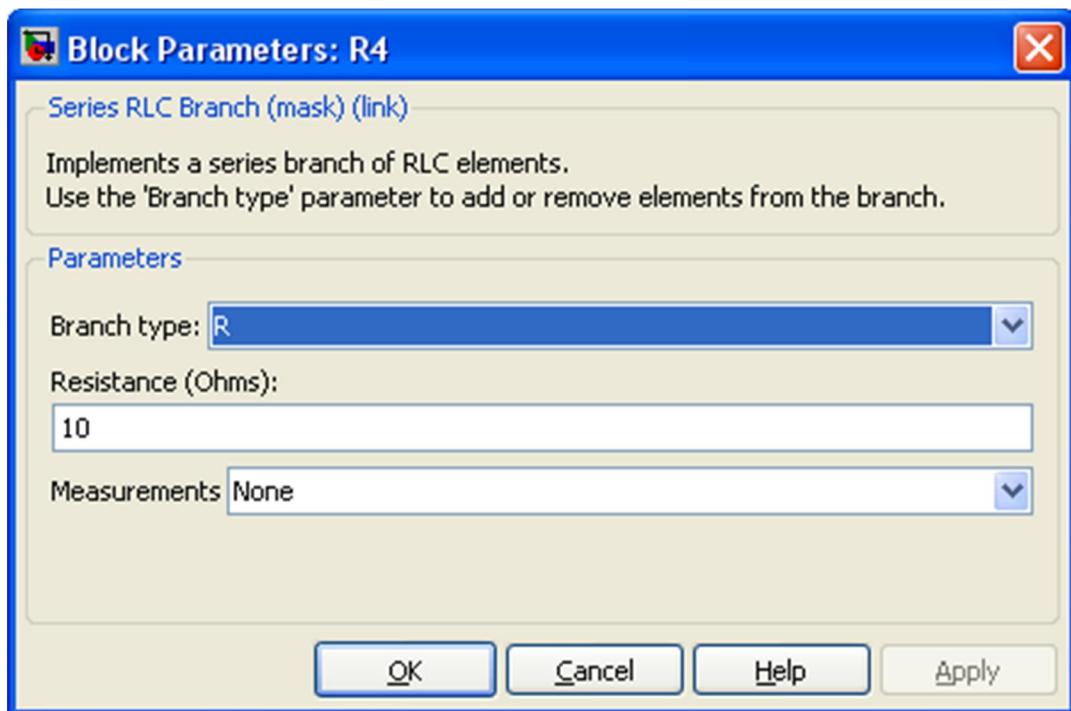 Block Parameters: R4
Series RLC Branch (mask) (link)
Implements a series branch of RLC elements.
Use the 'Branch type' parameter to add or remove elements from the branch.
Parameters
Branch type: R
Resistance (Ohms):
10
Measurements None
OK Cancel Help Apply